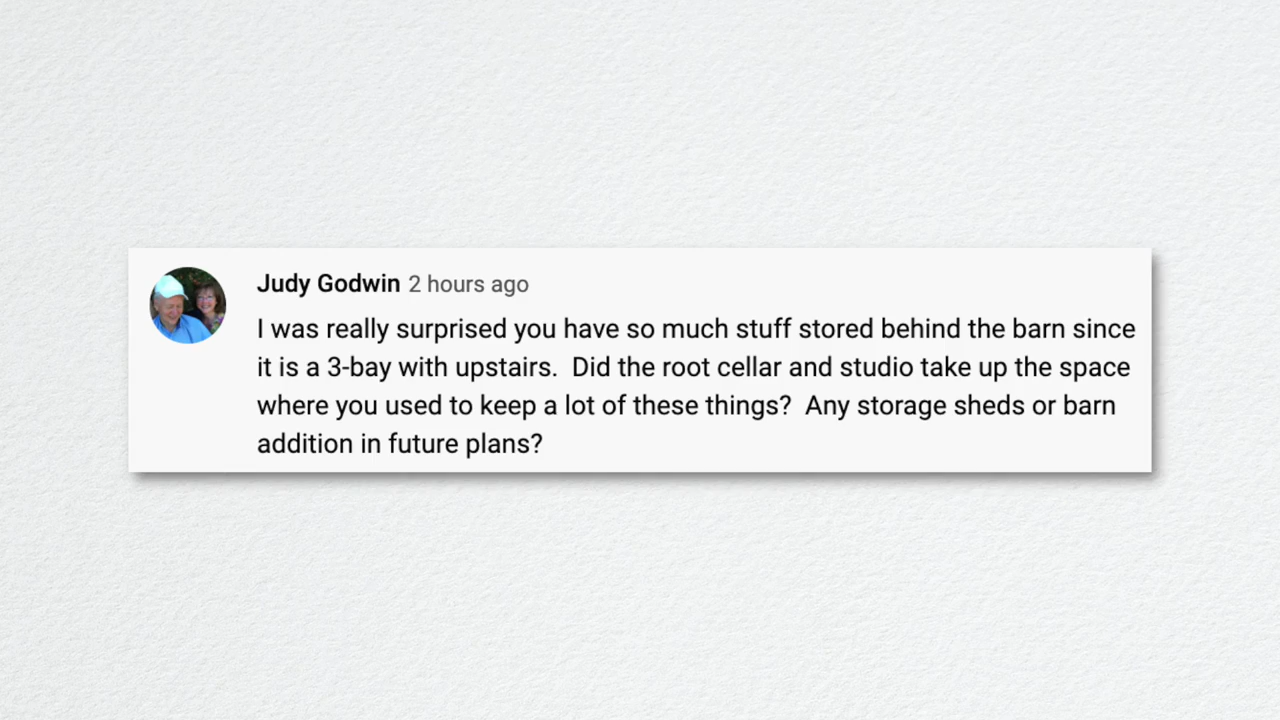 Judy Godwin 2 hours ago
I was really surprised you have so much stuff stored behind the barn since
it is a 3-bay with upstairs.  Did the root cellar and studio take up the space
where you used to keep a lot of these things?  Any storage sheds or barn
addition in future plans?